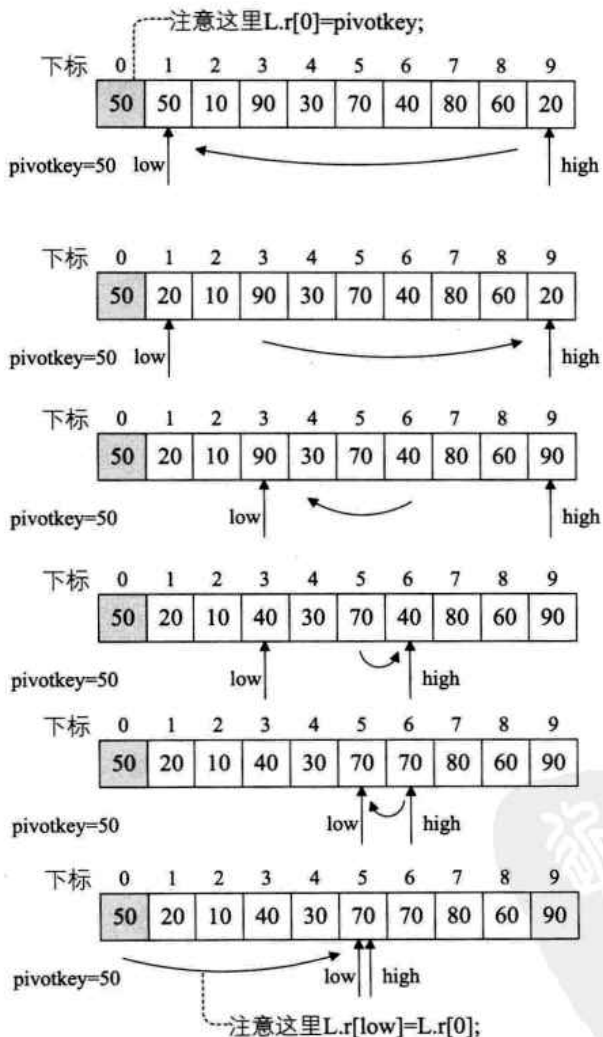 注意这里L.r[0]=pivotkey;
下标 0 1 2 3 4 5 6 7 8 9
50 50 10 90 30 70 40 80 60 20
pivotkey=50 low high
下标 0 1 2 3 4 5 6 7 8 9
50 20 10 90 30 70 40 80 60 20
pivotkey=50 low high
下标 0 1 2 3 4 5 6 7 8 9
50 20 10 90 30 70 40 80 60 90
pivotkey=50 low high
下标 0 1 2 3 4 5 6 7 8 9
50 20 10 40 30 70 40 80 60 90
pivotkey=50 low high
下标 0 1 2 3 4 5 6 7 8 9
50 20 10 40 30 70 70 80 60 90
pivotkey=50 low high
下标 0 1 2 3 4 5 6 7 8 9
50 20 10 40 30 70 70 80 60 90
pivotkey=50 low high
注意这里L.r[low]=L.r[0];